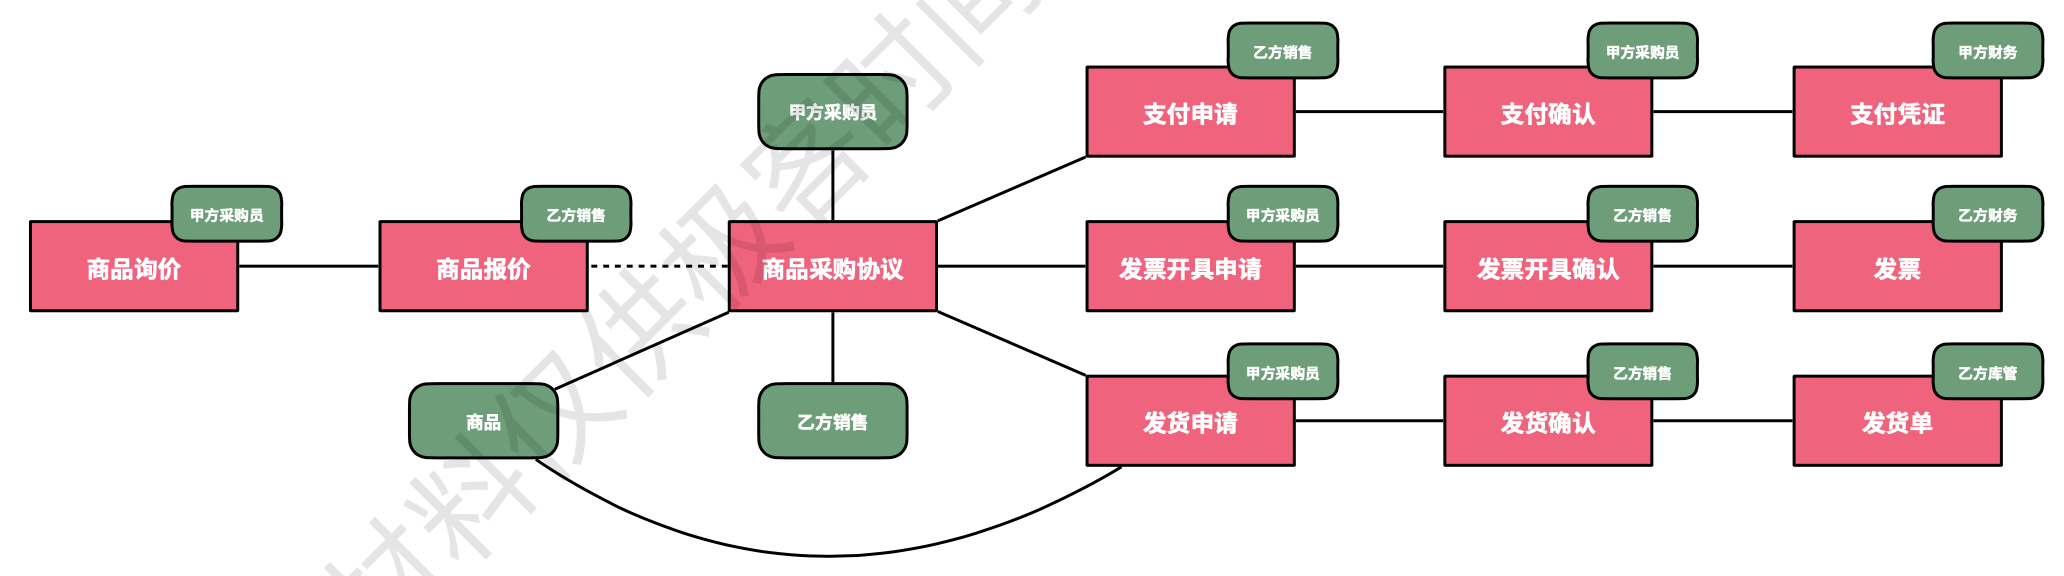 乙方销售
甲方采购员
甲方财务
支付申请
支付确认
支付凭证
甲方采购员
甲方采购员
乙方销售
甲方采购员
乙方销售
乙方财务
商品询价
商品报价
商品采购协议
发票开具申请
发票开具确认
发票
甲方采购员
乙方销售
乙方库管
商品
乙方销售
发货申请
发货确认
发货单
材料仅供极客时间